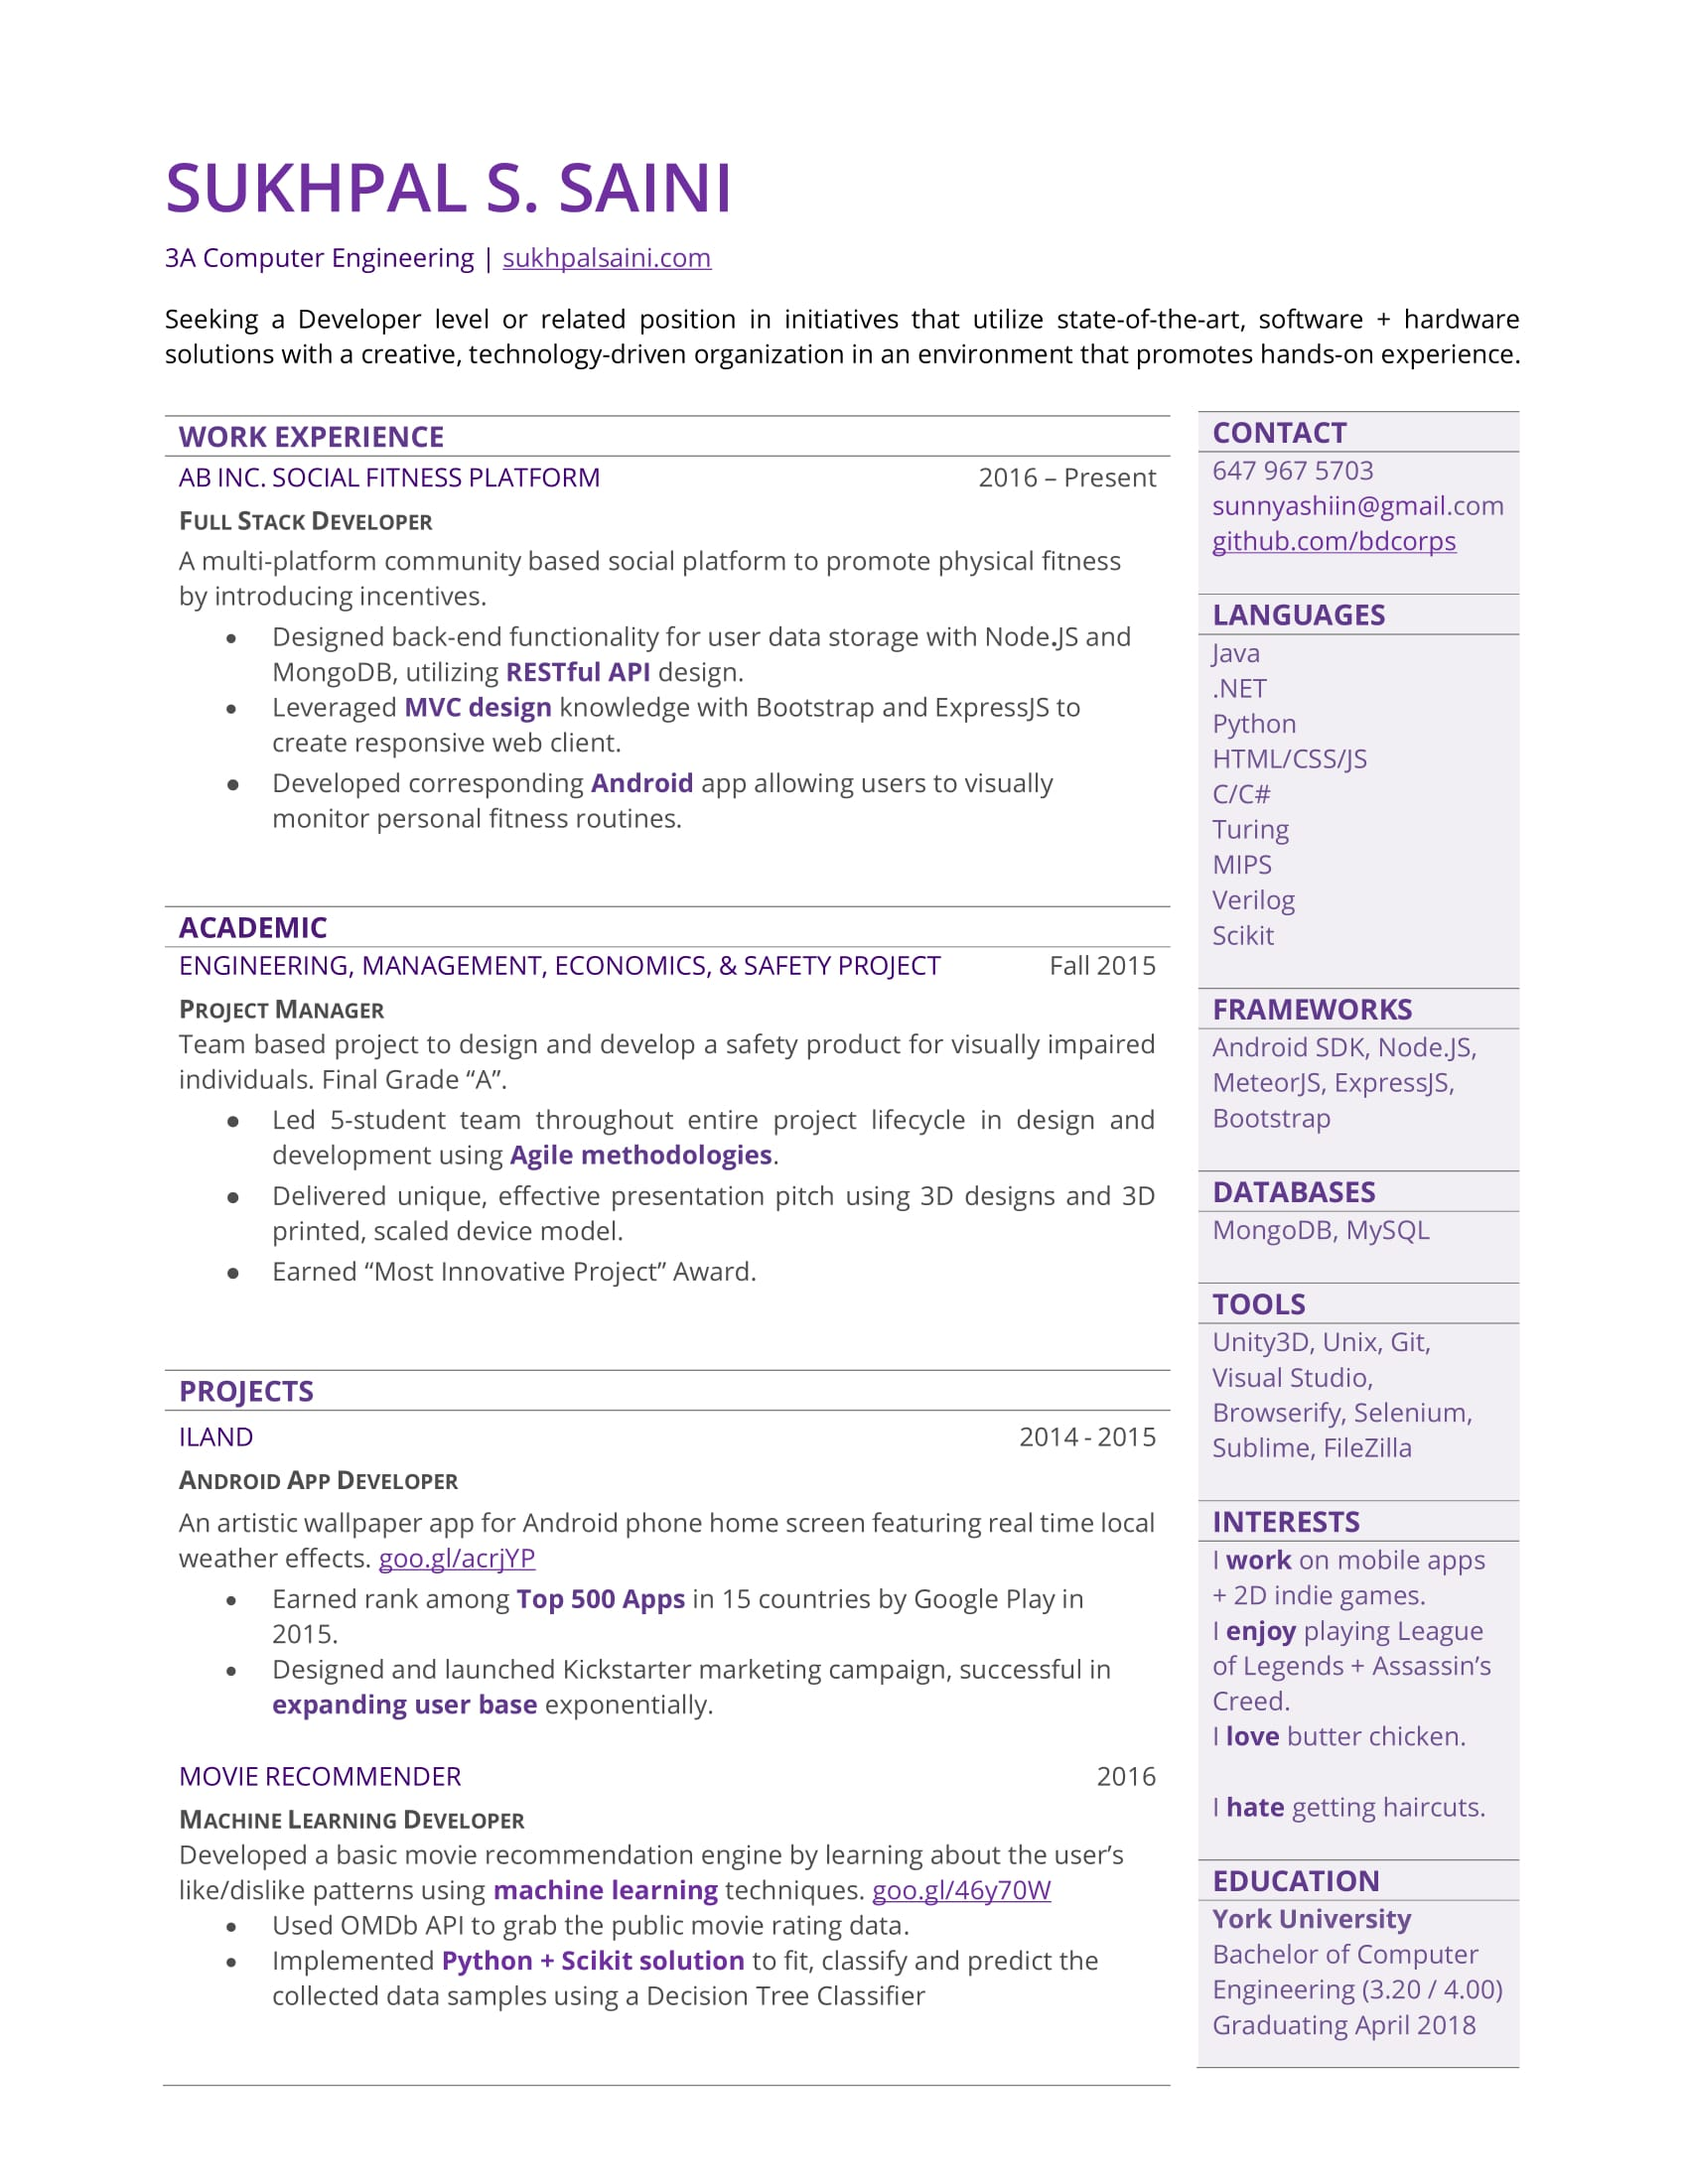 SUKHPAL S. SAINI
3A Computer Engineering | sukhpalsaini.com
Seeking a Developer level or related position in initiatives that utilize state-of-the-art, software + hardware
solutions with a creative, technology-driven organization in an environment that promotes hands-on experience.
WORK EXPERIENCE
AB INC. SOCIAL FITNESS PLATFORM 2016 – Present
FULL STACK DEVELOPER
A multi-platform community based social platform to promote physical fitness
by introducing incentives.
• Designed back-end functionality for user data storage with Node.JS and
MongoDB, utilizing RESTful API design.
• Leveraged MVC design knowledge with Bootstrap and ExpressJS to
create responsive web client.
• Developed corresponding Android app allowing users to visually
monitor personal fitness routines.
ACADEMIC
ENGINEERING, MANAGEMENT, ECONOMICS, & SAFETY PROJECT Fall 2015
PROJECT MANAGER
Team based project to design and develop a safety product for visually impaired
individuals. Final Grade “A”.
• Led 5-student team throughout entire project lifecycle in design and
development using Agile methodologies.
• Delivered unique, effective presentation pitch using 3D designs and 3D
printed, scaled device model.
• Earned “Most Innovative Project” Award.
PROJECTS
ILAND 2014 - 2015
ANDROID APP DEVELOPER
An artistic wallpaper app for Android phone home screen featuring real time local
weather effects. goo.gl/acrjYP
• Earned rank among Top 500 Apps in 15 countries by Google Play in
2015.
• Designed and launched Kickstarter marketing campaign, successful in
expanding user base exponentially.
MOVIE RECOMMENDER 2016
MACHINE LEARNING DEVELOPER
Developed a basic movie recommendation engine by learning about the user’s
like/dislike patterns using machine learning techniques. goo.gl/46y70W
• Used OMDb API to grab the public movie rating data.
• Implemented Python + Scikit solution to fit, classify and predict the
collected data samples using a Decision Tree Classifier
CONTACT
647 967 5703
sunnyashiin@gmail.com
github.com/bdcorps
LANGUAGES
Java
.NET
Python
HTML/CSS/JS
C/C#
Turing
MIPS
Verilog
Scikit
FRAMEWORKS
Android SDK, Node.JS,
MeteorJS, ExpressJS,
Bootstrap
DATABASES
MongoDB, MySQL
TOOLS
Unity3D, Unix, Git,
Visual Studio,
Browserify, Selenium,
Sublime, FileZilla
INTERESTS
I work on mobile apps
+ 2D indie games.
I enjoy playing League
of Legends + Assassin’s
Creed.
I love butter chicken.
I hate getting haircuts.
EDUCATION
York University
Bachelor of Computer
Engineering (3.20 / 4.00)
Graduating April 2018